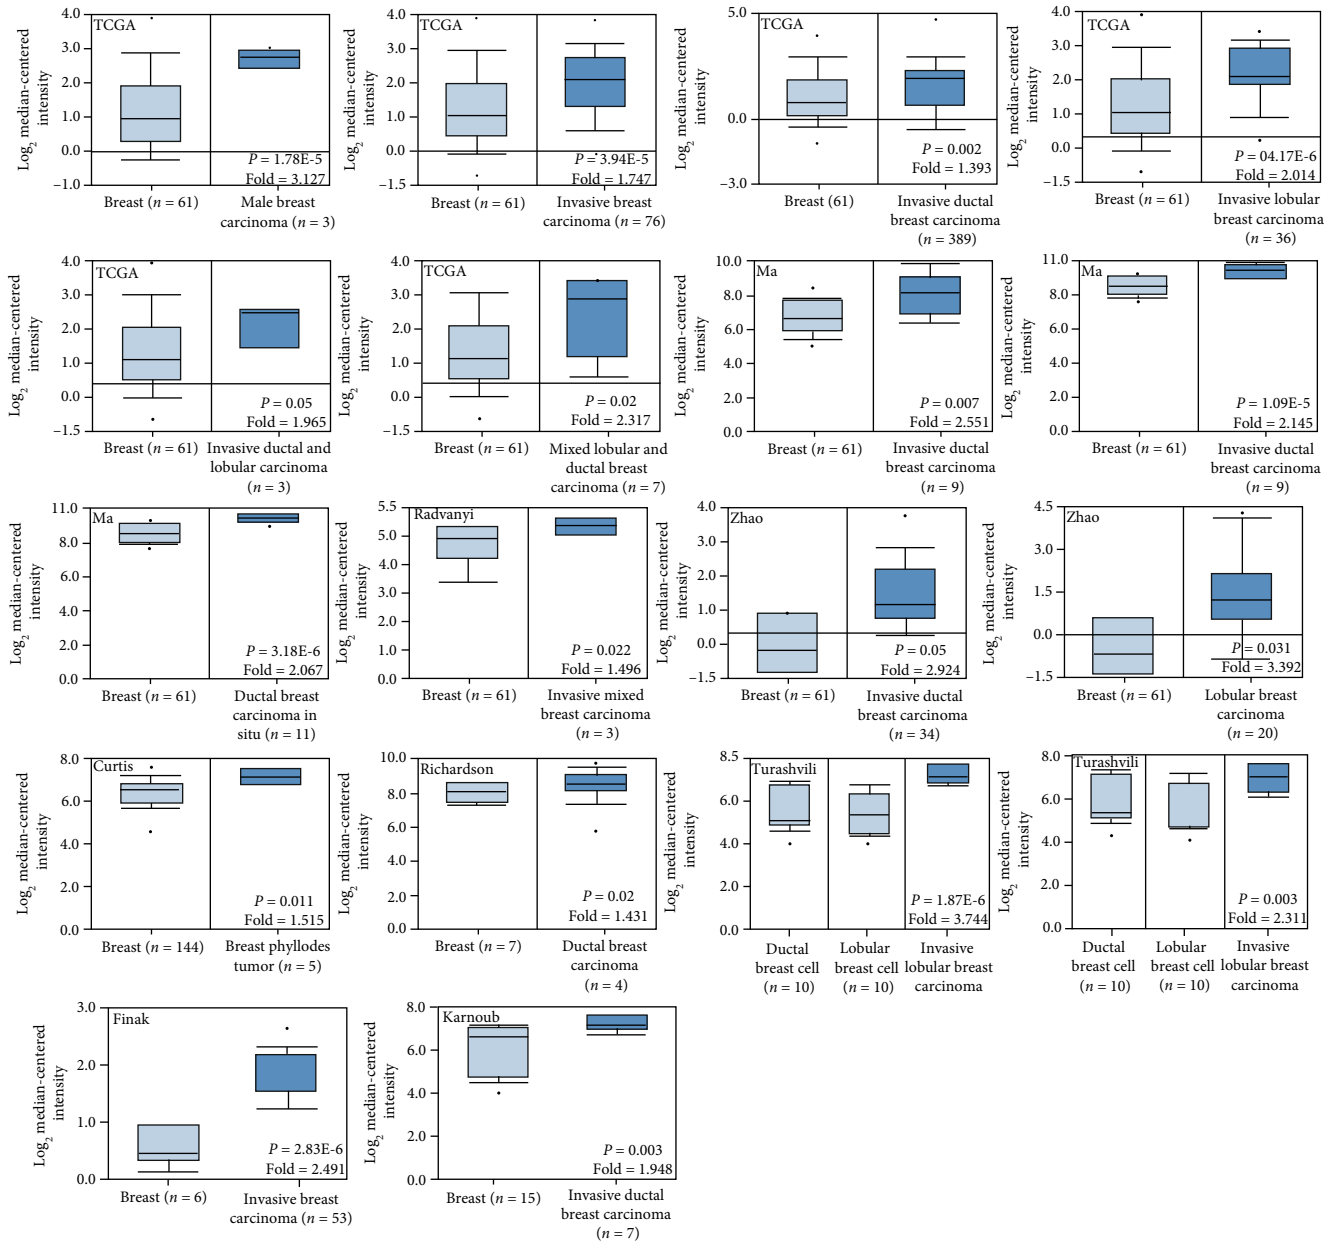 Log2 median-centered
intensity
4.0
3.0
2.0
1.0
0.0
−1.0
TCGA
P = 1.78E-5
Fold = 3.127
Breast (n = 61)
Male breast
carcinoma (n = 3)
Log2 median-centered
intensity
4.0
3.0
2.0
1.0
0.0
−1.5
TCGA
P = 3.94E-5
Fold = 1.747
Breast (n = 61)
Invasive breast
carcinoma (n = 76)
Log2 median-centered
intensity
5.0
0.0
−3.0
TCGA
P = 0.002
Fold = 1.393
Breast (61)
Invasive ductal
breast carcinoma
(n = 389)
Log2 median-centered
intensity
4.0
3.0
2.0
1.0
0.0
−1.5
TCGA
P = 04.17E-6
Fold = 2.014
Breast (n = 61)
Invasive lobular
breast carcinoma
(n = 36)
Log2 median-centered
intensity
4.0
3.0
2.0
1.0
0.0
−1.5
TCGA
P = 0.05
Fold = 1.965
Breast (n = 61)
Invasive ductal and
lobular carcinoma
(n = 3)
Log2 median-centered
intensity
4.0
3.0
2.0
1.0
0.0
−1.5
TCGA
P = 0.02
Fold = 2.317
Breast (n = 61)
Mixed lobular and
ductal breast
carcinoma (n = 7)
Log2 median-centered
intensity
10.0
8.0
6.0
4.0
2.0
0.0
Ma
P = 0.007
Fold = 2.551
Breast (n = 61)
Invasive ductal
breast carcinoma
(n = 9)
Log2 median-centered
intensity
11.0
8.0
6.0
4.0
2.0
0.0
Ma
P = 1.09E-5
Fold = 2.145
Breast (n = 61)
Invasive ductal
breast carcinoma
(n = 9)
Log2 median-centered
intensity
11.0
8.0
6.0
4.0
2.0
0.0
Ma
P = 3.18E-6
Fold = 2.067
Breast (n = 61)
Ductal breast
carcinoma in
situ (n = 11)
Log2 median-centered
intensity
5.5
5.0
4.0
3.0
2.0
1.0
0.0
Radvanyi
P = 0.022
Fold = 1.496
Breast (n = 61)
Invasive mixed
breast carcinoma
(n = 3)
Log2 median-centered
intensity
4.0
3.0
2.0
1.0
0.0
−1.5
Zhao
P = 0.05
Fold = 2.924
Breast (n = 61)
Invasive ductal
breast carcinoma
(n = 34)
Log2 median-centered
intensity
4.5
3.0
1.5
0.0
−1.5
Zhao
P = 0.031
Fold = 3.392
Breast (n = 61)
Lobular breast
carcinoma
(n = 20)
Log2 median-centered
intensity
8.0
6.0
4.0
2.0
0.0
Curtis
P = 0.011
Fold = 1.515
Breast (n = 144)
Breast phyllodes
tumor (n = 5)
Log2 median-centered
intensity
10.0
8.0
6.0
4.0
2.0
0.0
Richardson
P = 0.02
Fold = 1.431
Breast (n = 7)
Ductal breast
carcinoma
(n = 4)
Log2 median-centered
intensity
8.5
6.0
4.0
2.0
0.0
Turashvili
P = 1.87E-6
Fold = 3.744
Ductal
breast cell
(n = 10)
Lobular
breast cell
(n = 10)
Invasive
lobular breast
carcinoma
Log2 median-centered
intensity
8.0
6.0
4.0
2.0
0.0
Turashvili
P = 0.003
Fold = 2.311
Ductal
breast cell
(n = 10)
Lobular
breast cell
(n = 10)
Invasive
lobular breast
carcinoma
Log2 median-centered
intensity
3.0
2.0
1.0
0.0
Finak
P = 2.83E-6
Fold = 2.491
Breast (n = 6)
Invasive breast
carcinoma (n = 53)
Log2 median-centered
intensity
8.0
6.0
4.0
2.0
0.0
Karnoub
P = 0.003
Fold = 1.948
Breast (n = 15)
Invasive ductal
breast carcinoma
(n = 7)